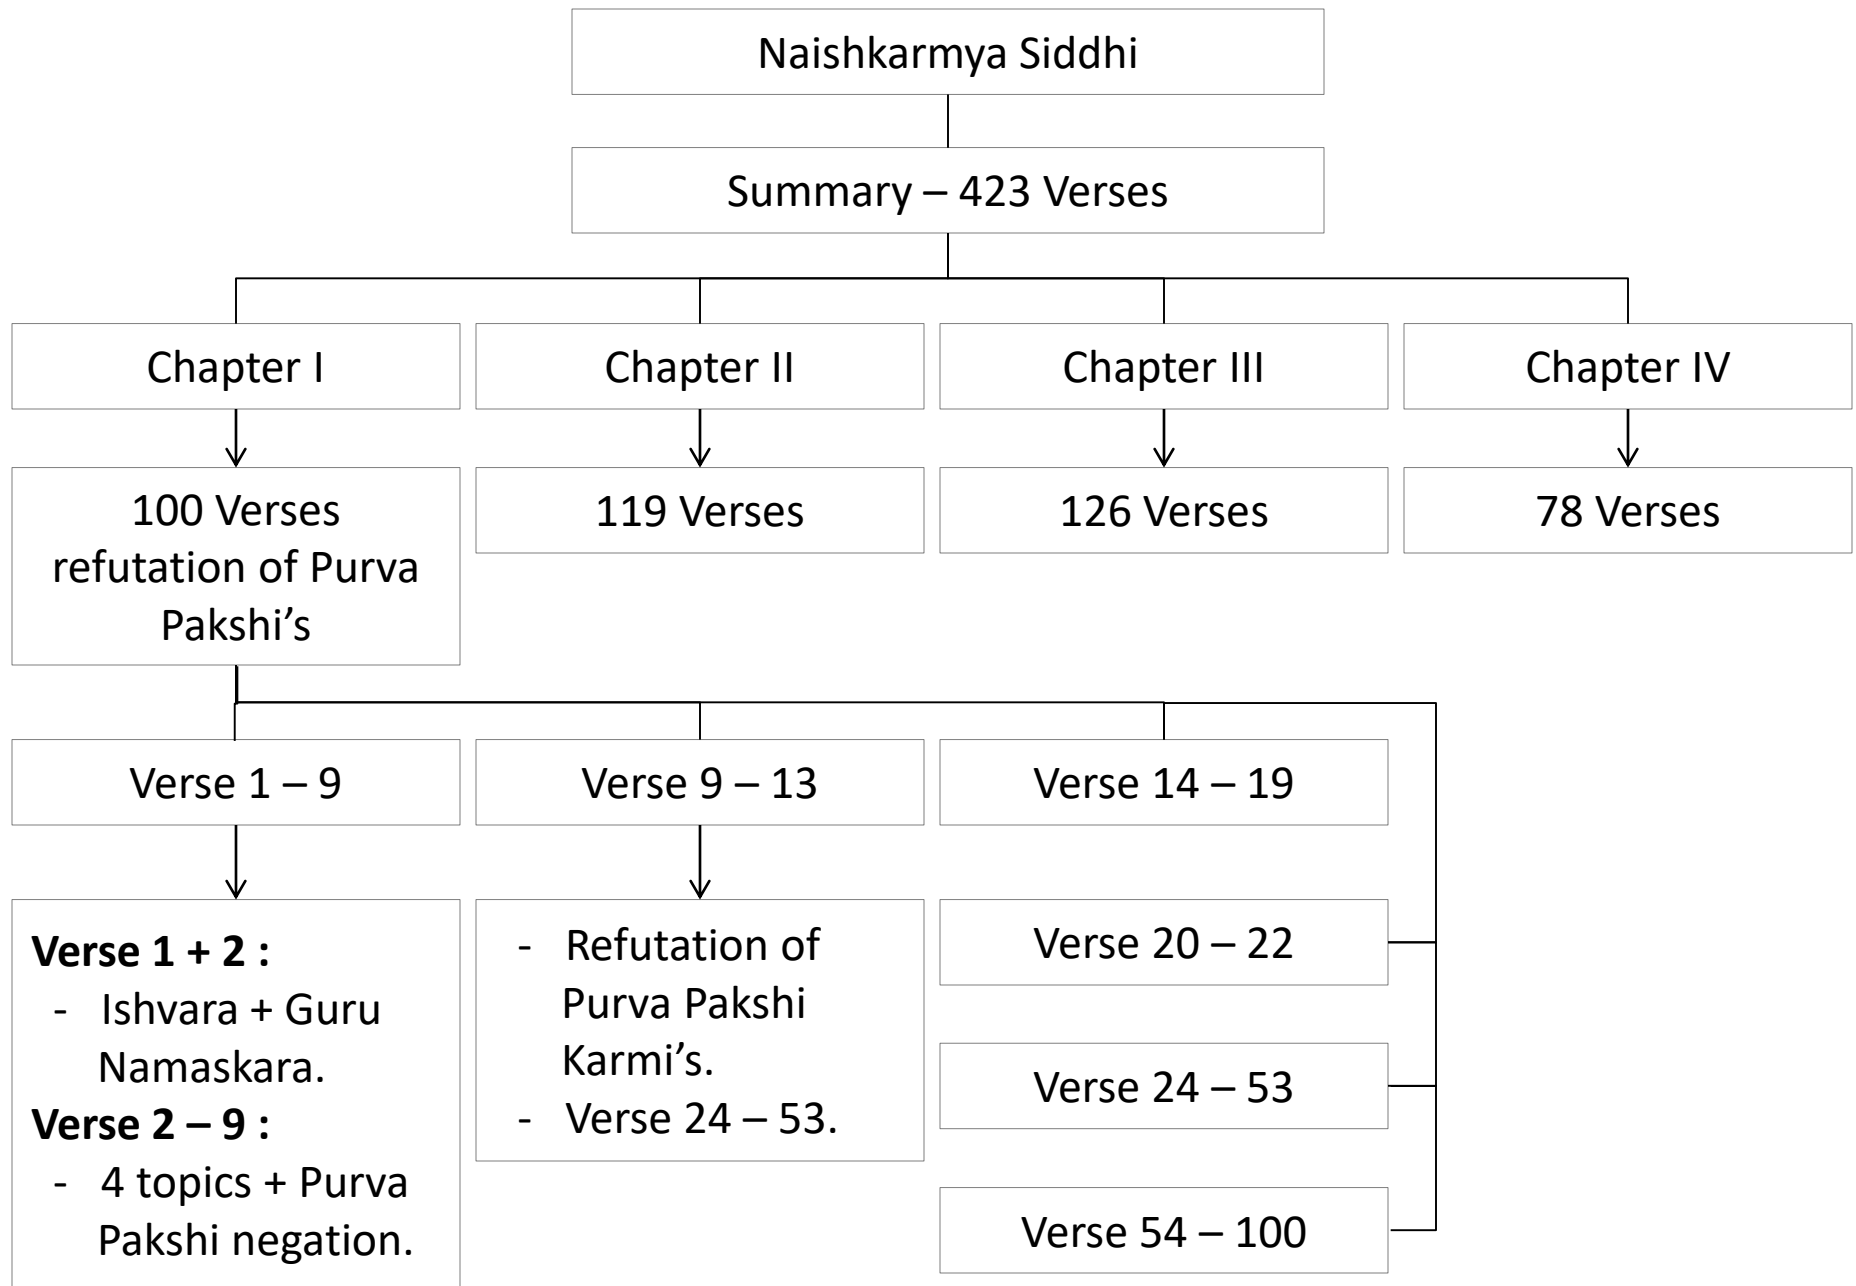 Naishkarmya Siddhi
Summary – 423 Verses
Chapter I
Chapter II
Chapter III
Chapter IV
100 Verses
refutation of Purva
Pakshi’s
119 Verses
126 Verses
78 Verses
Verse 1 – 9
Verse 9 – 13
Verse 14 – 19
Verse 1 + 2 :
- Ishvara + Guru
Namaskara.
Verse 2 – 9 :
- 4 topics + Purva
Pakshi negation.
- Refutation of
Purva Pakshi
Karmi’s.
- Verse 24 – 53.
Verse 20 – 22
Verse 24 – 53
Verse 54 – 100